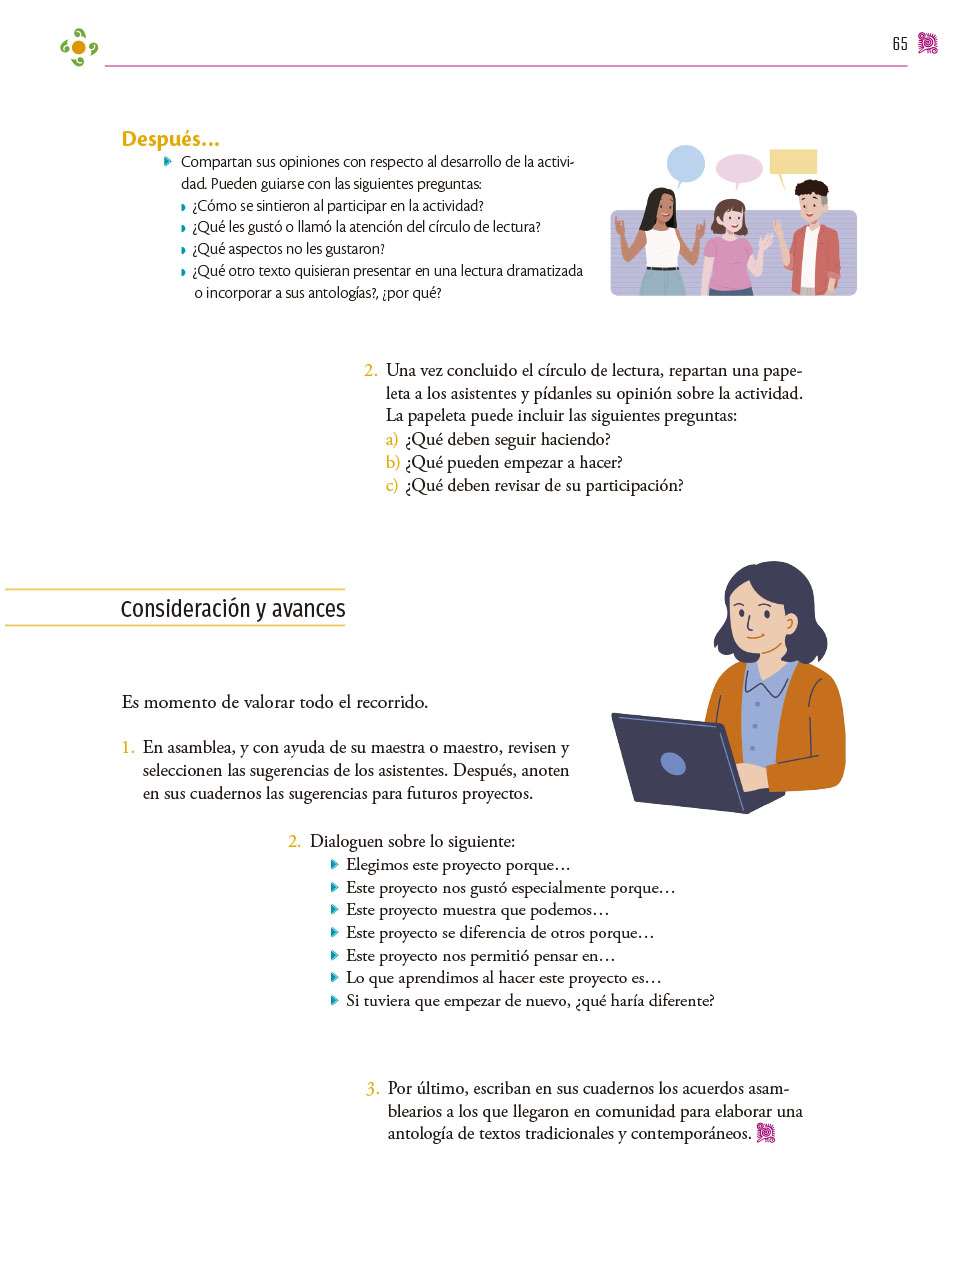 65
Después...
Compartan sus opiniones con respecto al desarrollo de la activi-
dad. Pueden guiarse con las siguientes preguntas:
¿Cómo se sintieron al participar en la actividad?
¿Qué les gustó o llamó la atención del círculo de lectura?
¿Qué aspectos no les gustaron?
¿Qué otro texto quisieran presentar en una lectura dramatizada
o incorporar a sus antologías?, ¿por qué?
2. Una vez concluido el círculo de lectura, repartan una pape-
leta a los asistentes y pídanles su opinión sobre la actividad.
La papeleta puede incluir las siguientes preguntas:
a) ¿Qué deben seguir haciendo?
b) ¿Qué pueden empezar a hacer?
c) ¿Qué deben revisar de su participación?
Consideración y avances
Es momento de valorar todo el recorrido.
1. En asamblea, y con ayuda de su maestra o maestro, revisen y
seleccionen las sugerencias de los asistentes. Después, anoten
en sus cuadernos las sugerencias para futuros proyectos.
2. Dialoguen sobre lo siguiente:
Elegimos este proyecto porque…
Este proyecto nos gustó especialmente porque…
Este proyecto muestra que podemos…
Este proyecto se diferencia de otros porque…
Este proyecto nos permitió pensar en…
Lo que aprendimos al hacer este proyecto es…
Si tuviera que empezar de nuevo, ¿qué haría diferente?
3. Por último, escriban en sus cuadernos los acuerdos asam-
blearios a los que llegaron en comunidad para elaborar una
antología de textos tradicionales y contemporáneos.